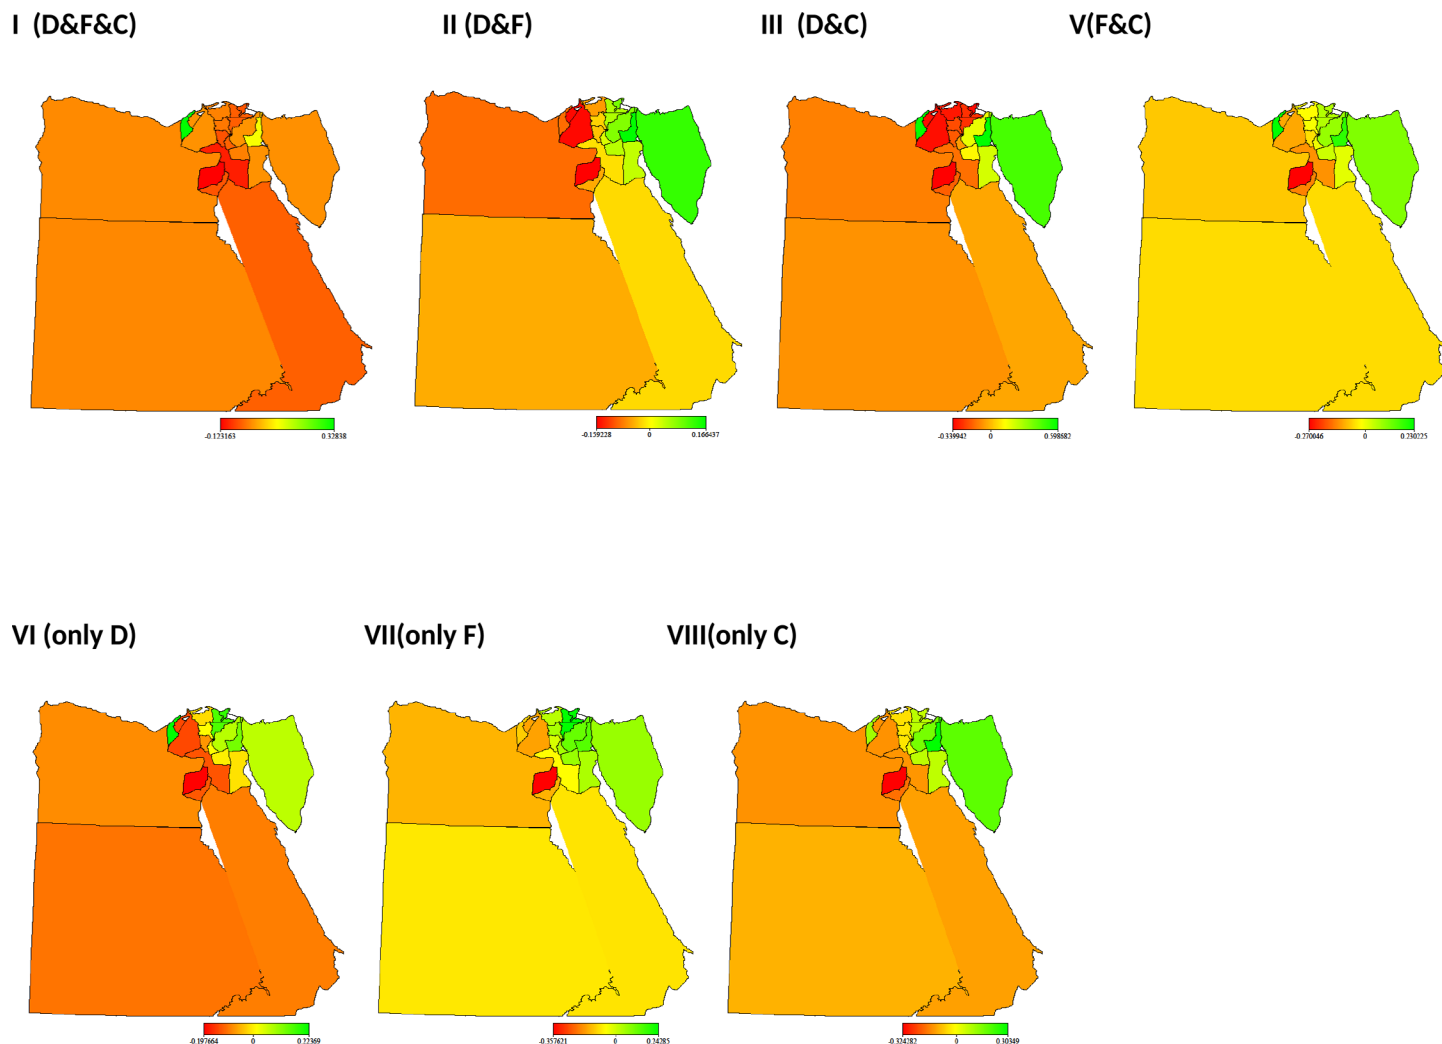 I (D&F&C) II (D&F) III (D&C) V(F&C)
-0.123163 0.32838
-0.159228 0 0.166437
-0.339942 0 0.598682
-0.270046 0 0.230225
VI (only D) VII(only F) VIII(only C)
-0.197664 0 0.22369
-0.357621 0 0.24285
-0.324282 0 0.30349